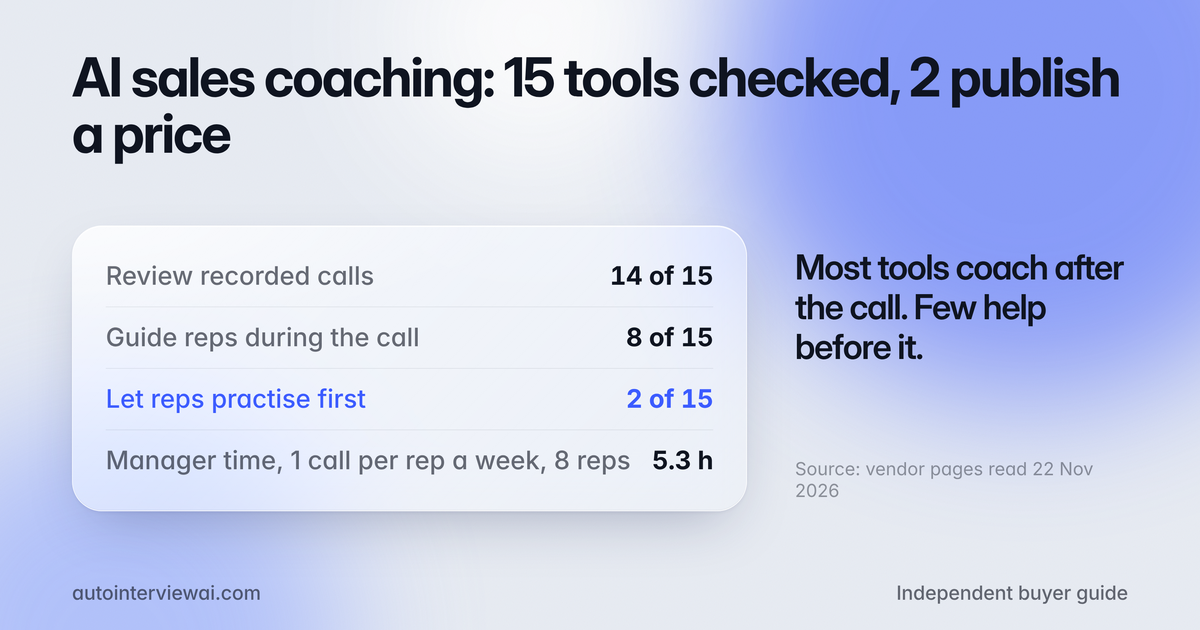 AI sales coaching: 15 tools checked, 2 publish
a price
Review recorded calls 14 of 15
Guide reps during the call 8 of 15
Let reps practise first 2 of 15
Manager time, 1 call per rep a week, 8 reps 5.3 h
Most tools coach after
the call. Few help
before it.
Source: vendor pages read 22 Nov
2026
autointerviewai.com
Independent buyer guide